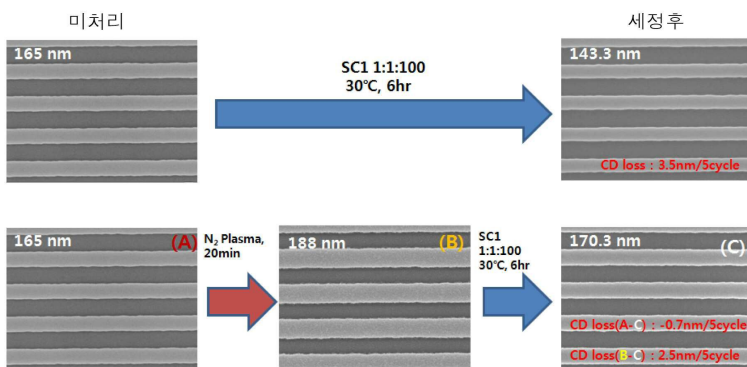 미처리
세정후
165 nm
SC1 1:1:100
30℃, 6hr
143.3 nm
CD loss : 3.5nm/5cycle
165 nm
(A)
N₂ Plasma,
20min
188 nm
(B)
SC1
1:1:100
30℃, 6hr
170.3 nm
(C)
CD loss(A-C) : -0.7nm/5cycle
CD loss(B-C) : 2.5nm/5cycle